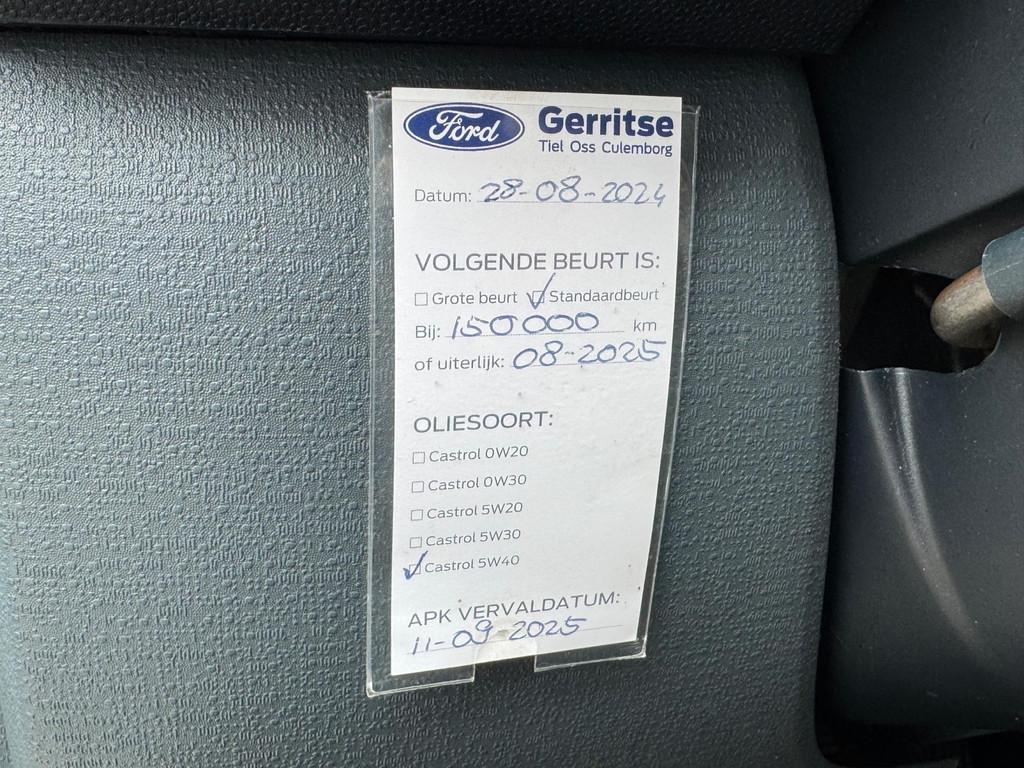 Ford Gerritse
Tiel Oss Culemborg
Datum: 28-08-2024
VOLGENDE BEURT IS:
☐ Grote beurt ☑ Standaardbeurt
Bij: 150000 km
of uiterlijk: 08-2025
OLIESOORT:
☐ Castrol 0W20
☐ Castrol 0W30
☐ Castrol 5W20
☐ Castrol 5W30
☑ Castrol 5W40
APK VERVALDATUM:
11-09-2025